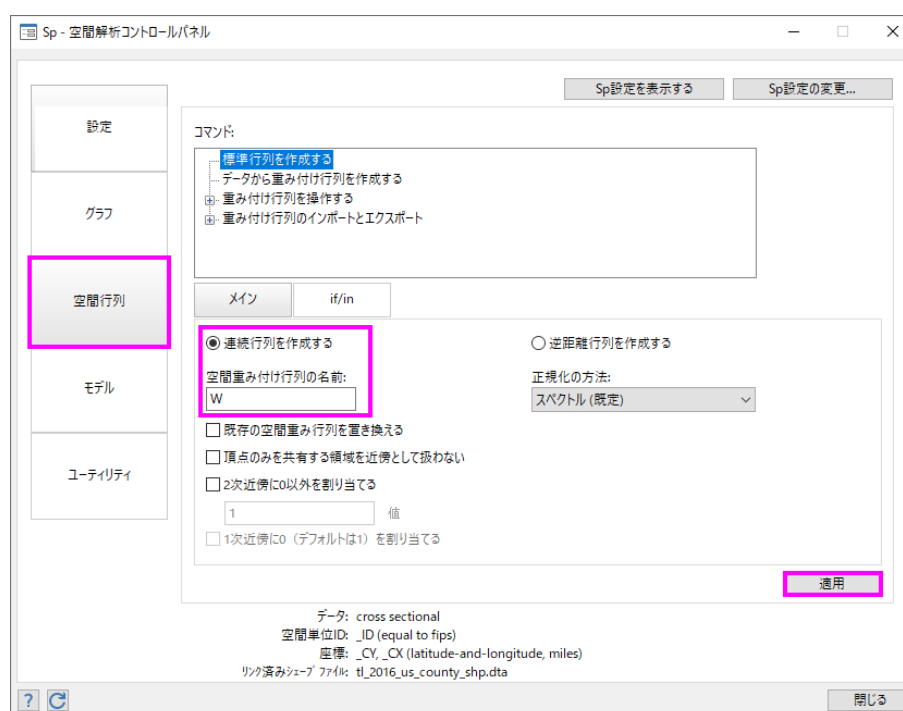 Sp - 空間解析コントロールパネル
Sp設定を表示する
Sp設定の変更...
設定
グラフ
空間行列
モデル
ユーティリティ
コマンド:
標準行列を作成する
データから重み付け行列を作成する
重み付け行列を操作する
重み付け行列のインポートとエクスポート
メイン
if/in
連続行列を作成する
逆距離行列を作成する
空間重み付け行列の名前:
正規化の方法:
W
スペクトル (既定)
既存の空間重み行列を置き換える
頂点のみを共有する領域を近傍として扱わない
2次近傍に0以外を割り当てる
1
値
1次近傍に0（デフォルトは1）を割り当てる
適用
データ: cross sectional
空間単位ID: _ID (equal to fips)
座標: _CY, _CX (latitude-and-longitude, miles)
リンク済みシェープ ファイル: tl_2016_us_county_shp.dta
?
閉じる